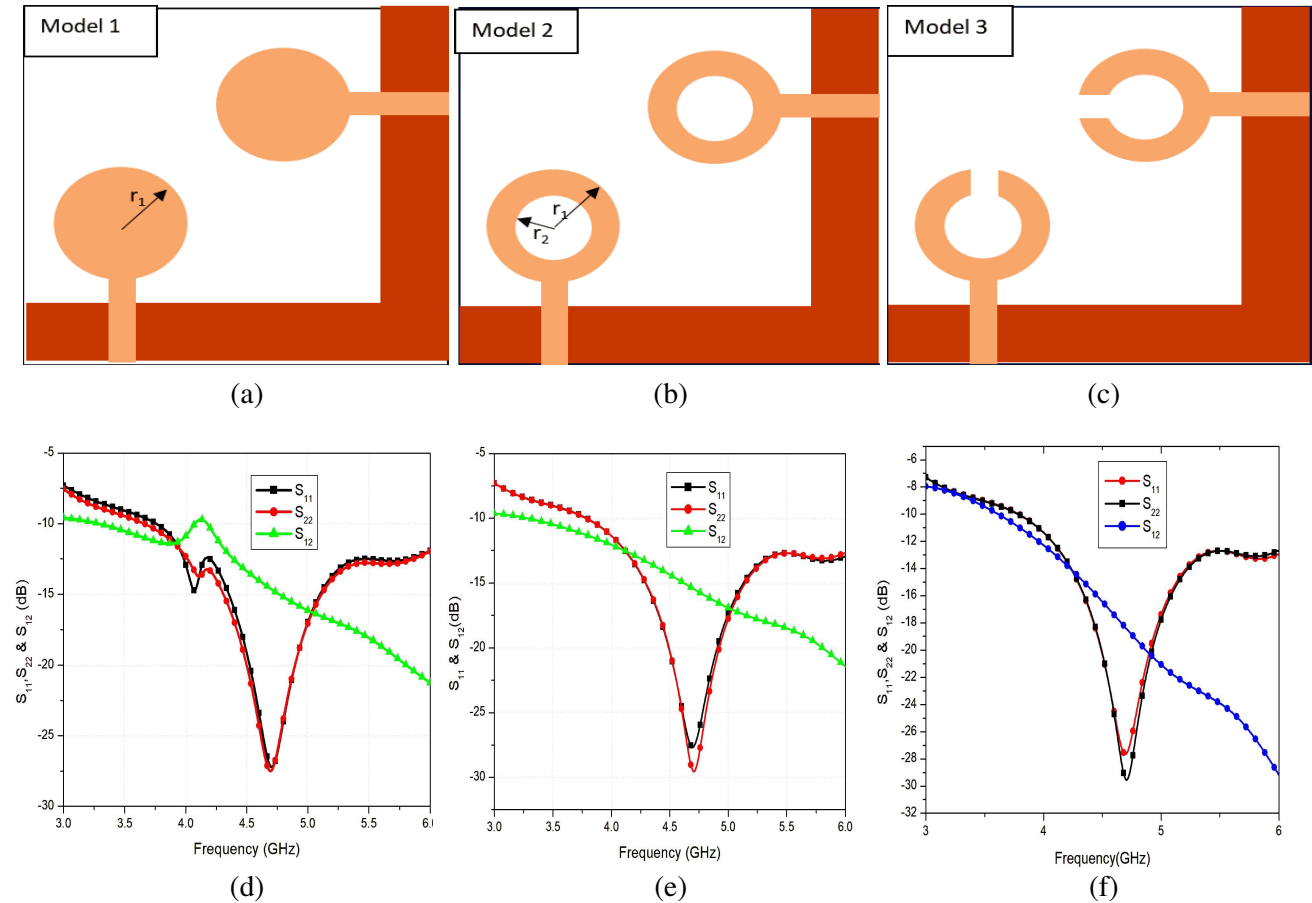 Model 1
Model 2
Model 3
r₁
r₁
r₂
(a)
(b)
(c)
-5
-10
-15
-20
-25
-30
3.0
3.5
4.0
4.5
5.0
5.5
6.0
S₁₁,S₂₂ & S₁₂ (dB)
Frequency (GHz)
S₁₁
S₂₂
S₁₂
(d)
-5
-10
-15
-20
-25
-30
3.0
3.5
4.0
4.5
5.0
5.5
6.0
S₁₁ & S₁₂(dB)
Frequency (GHz)
S₁₁
S₂₂
S₁₂
(e)
-6
-8
-10
-12
-14
-16
-18
-20
-22
-24
-26
-28
-30
-32
3
4
5
6
S₁₁,S₂₂ & S₁₂ (dB)
Frequency(GHz)
S₁₁
S₂₂
S₁₂
(f)